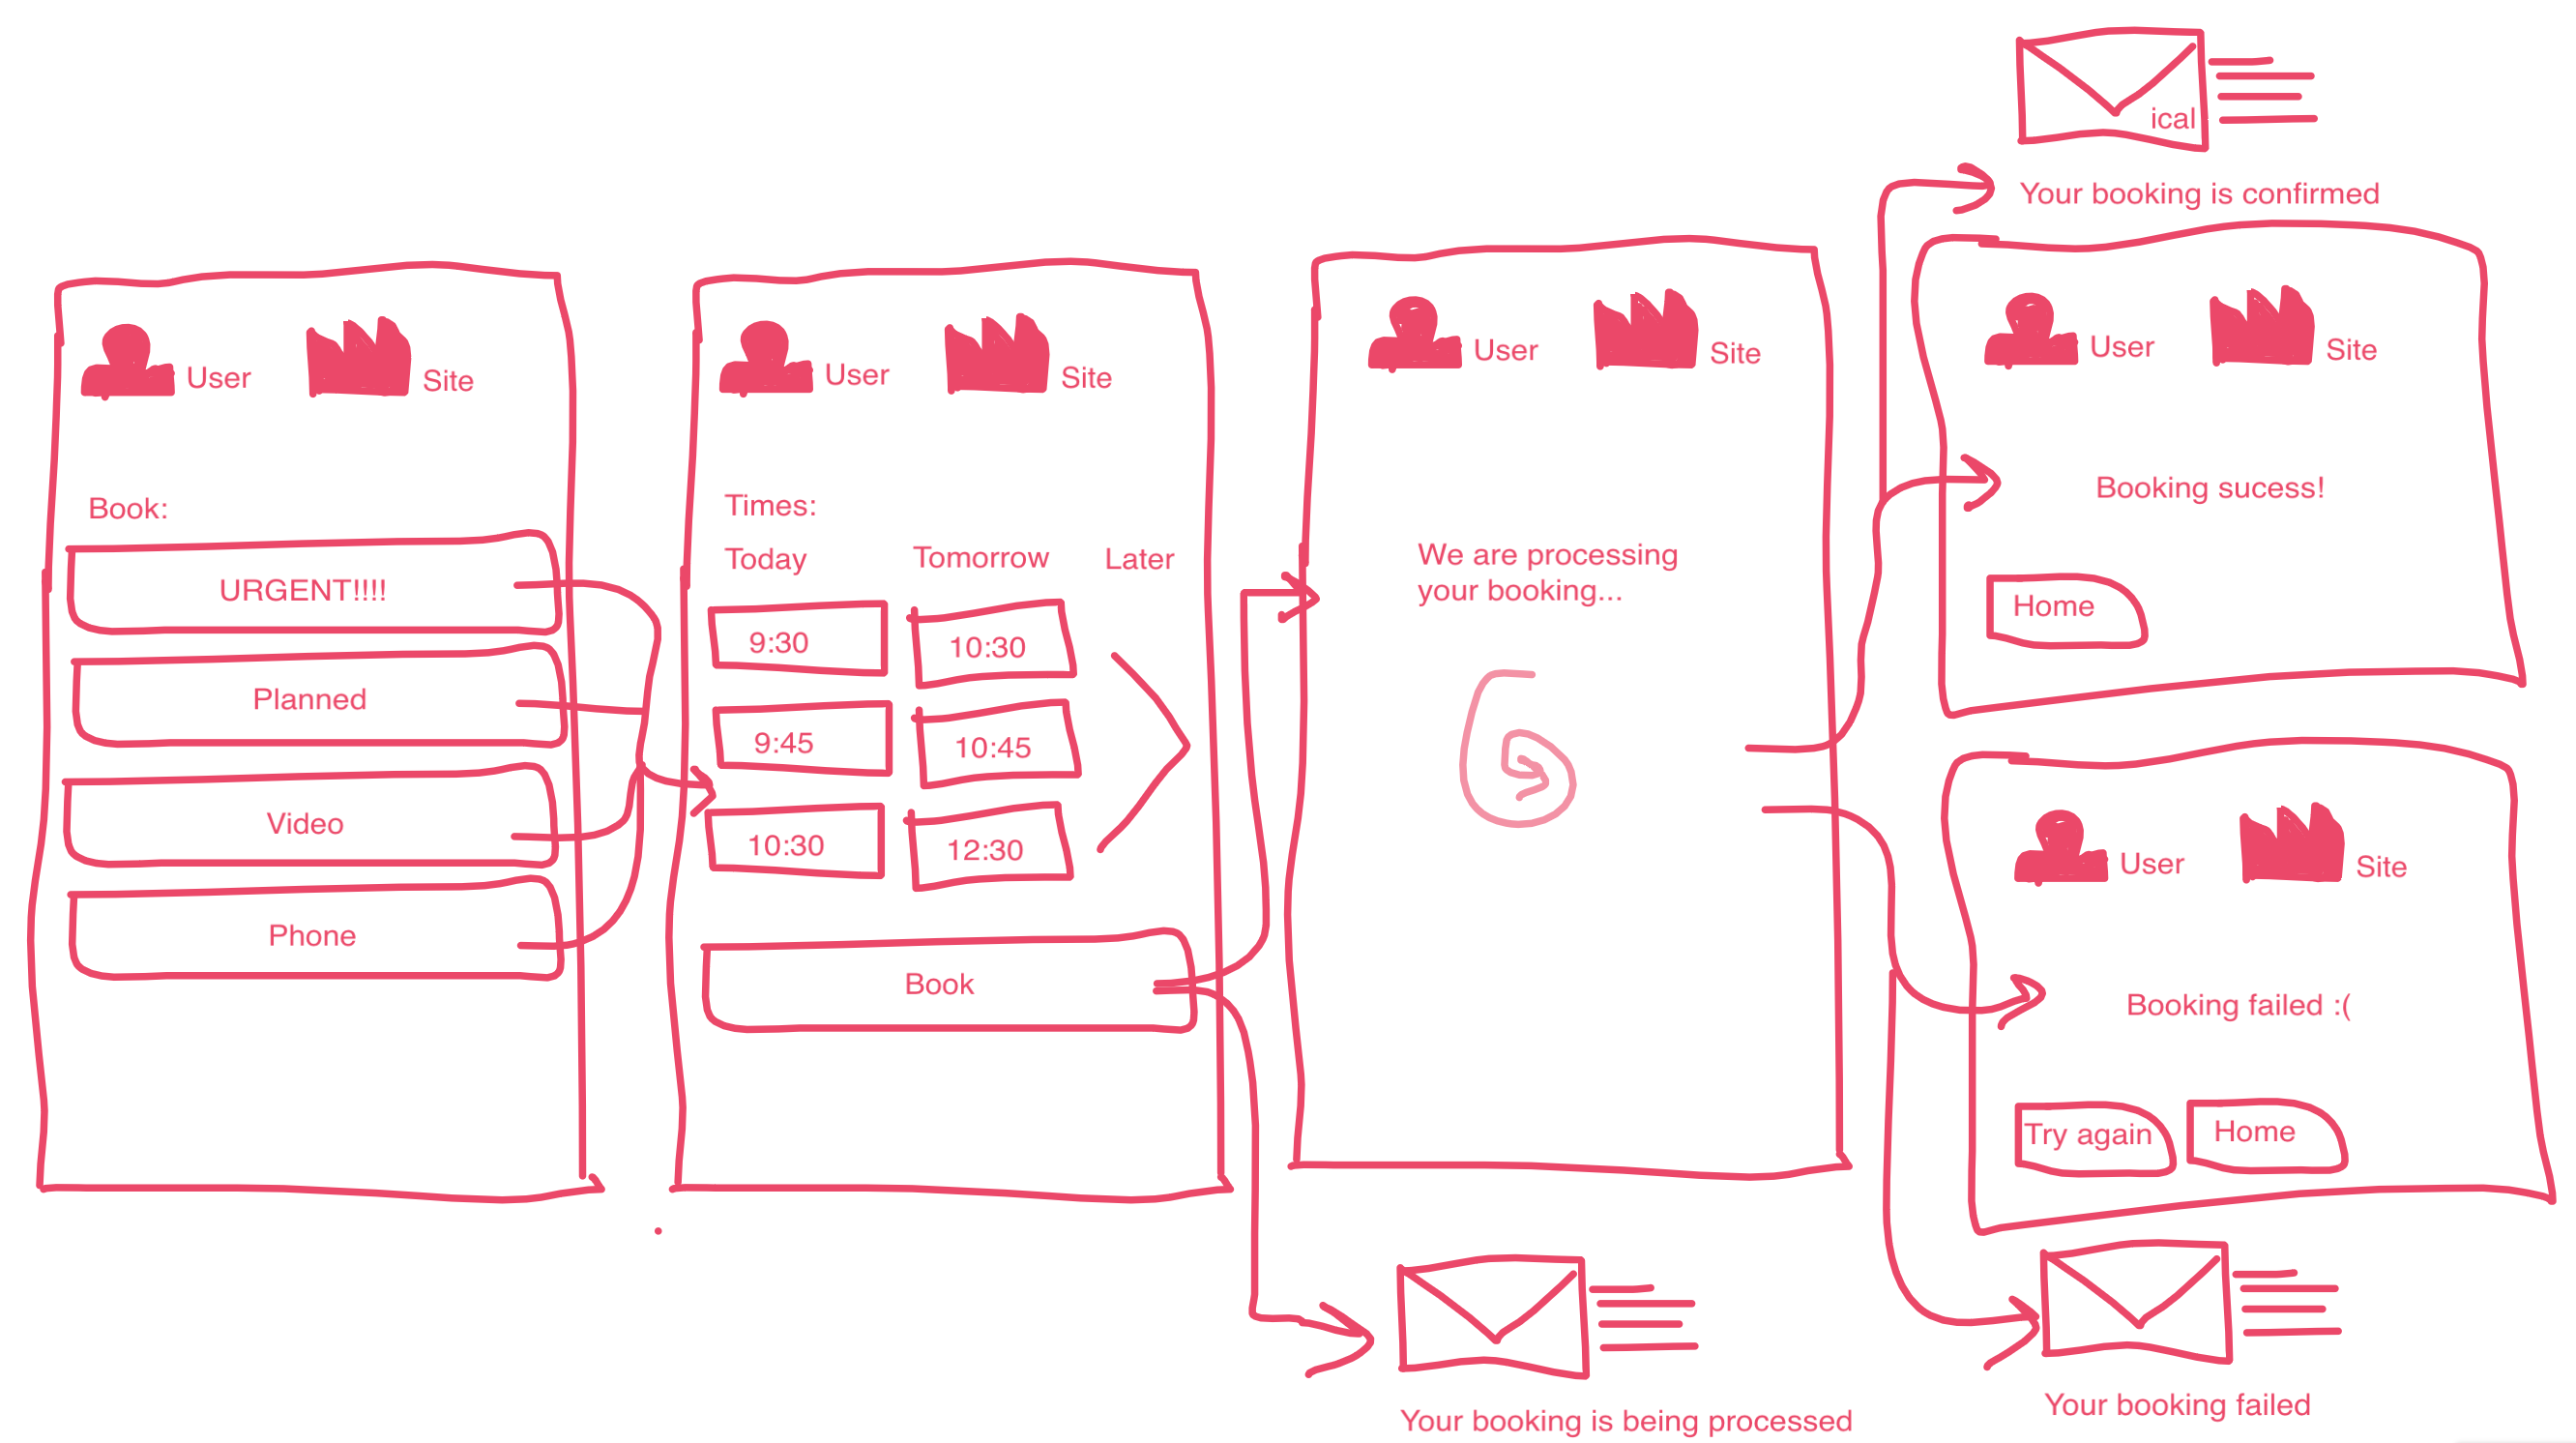 User
Site
Book:
URGENT!!!!
Planned
Video
Phone
User
Site
Times:
Today
Tomorrow
Later
9:30
10:30
9:45
10:45
10:30
12:30
Book
User
Site
We are processing
your booking...
Your booking is being processed
ical
Your booking is confirmed
User
Site
Booking sucess!
Home
User
Site
Booking failed :(
Try again
Home
Your booking failed